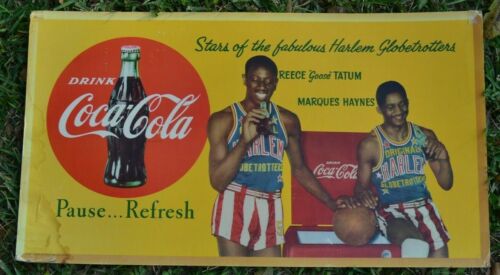 DRINK
Coca-Cola
Pause...Refresh
Stars of the fabulous Harlem Globetrotters
REECE "Goose" TATUM
MARQUES HAYNES
HARLEM
GLOBETROTTERS
DRINK
Coca-Cola
ORIGINAL
HARLEM
GLOBETROTTERS